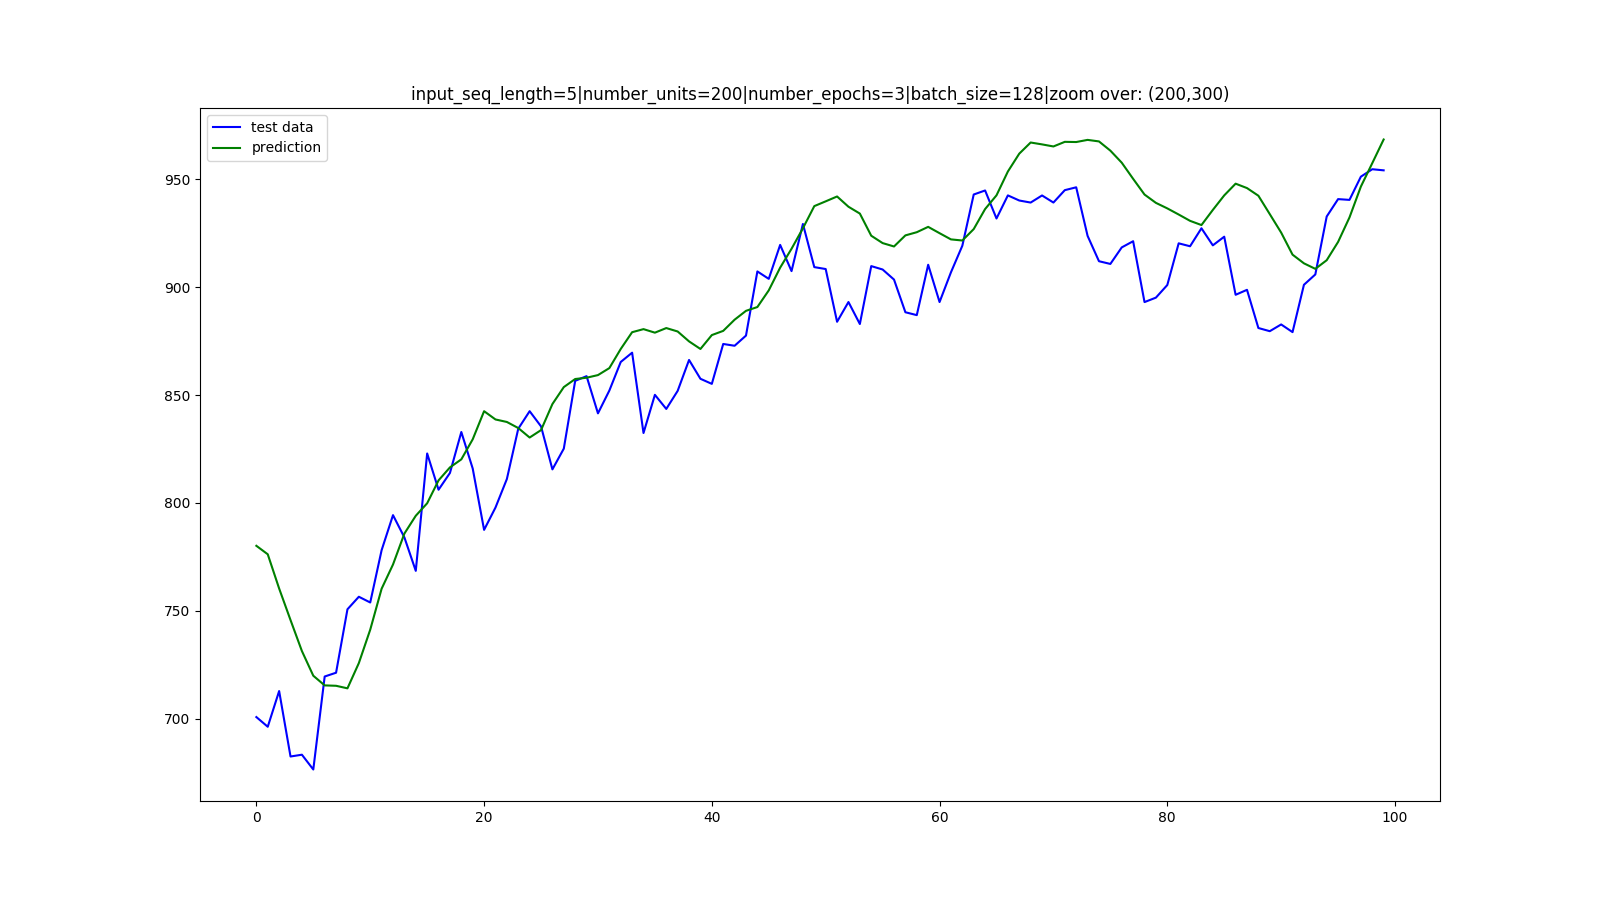 input_seq_length=5|number_units=200|number_epochs=3|batch_size=128|zoom over: (200,300)
test data
prediction
950
900
850
800
750
700
0 20 40 60 80 100